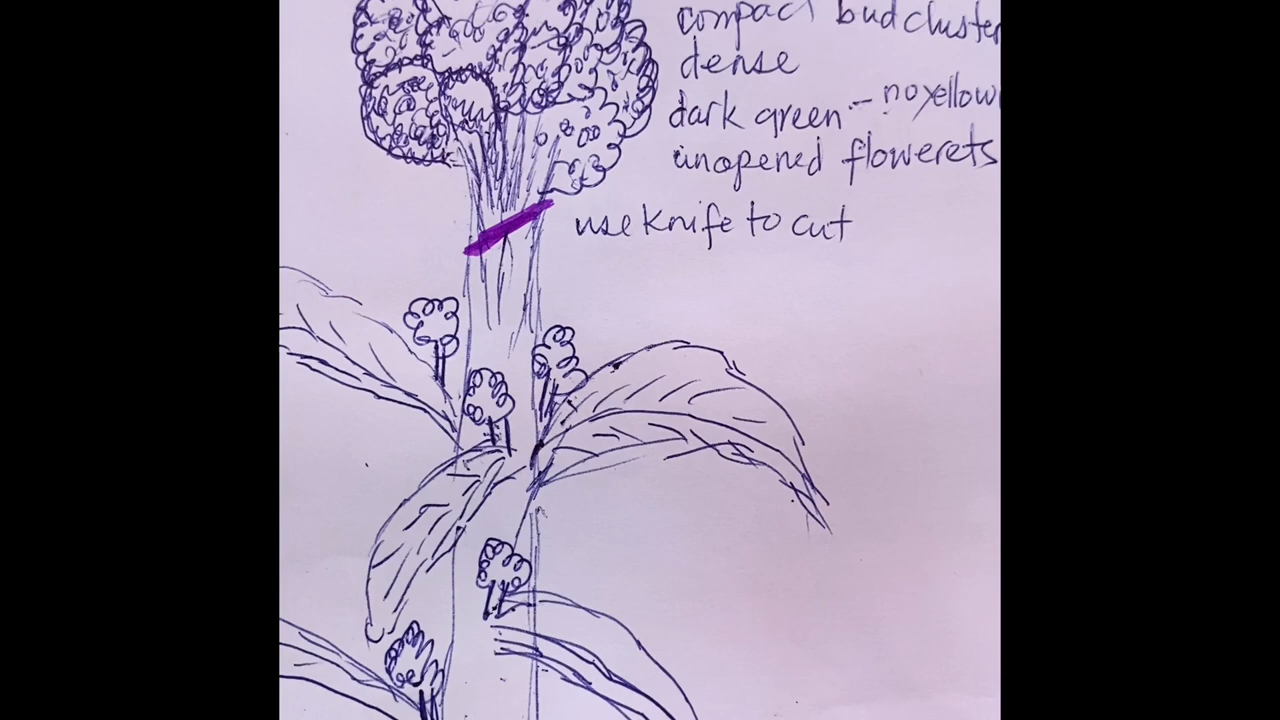 compact bud cluster
dense
dark green - no yellow
unopened flowerets
use knife to cut